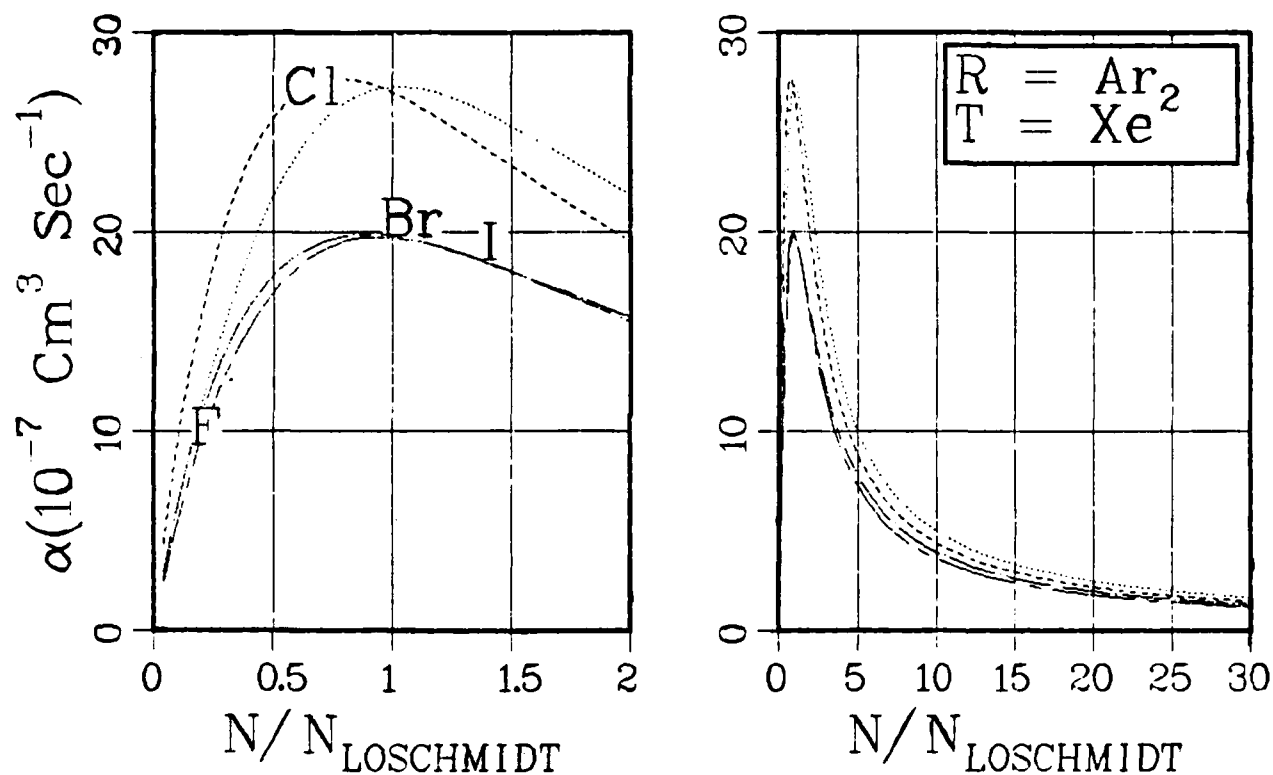 α(10⁻⁷ Cm³ Sec⁻¹)
30
20
10
0
Cl
Br
I
F
0 0.5 1 1.5 2
N/N_LOSCHMIDT
30
20
10
0
R = Ar₂
T = Xe
0 5 10 15 20 25 30
N/N_LOSCHMIDT